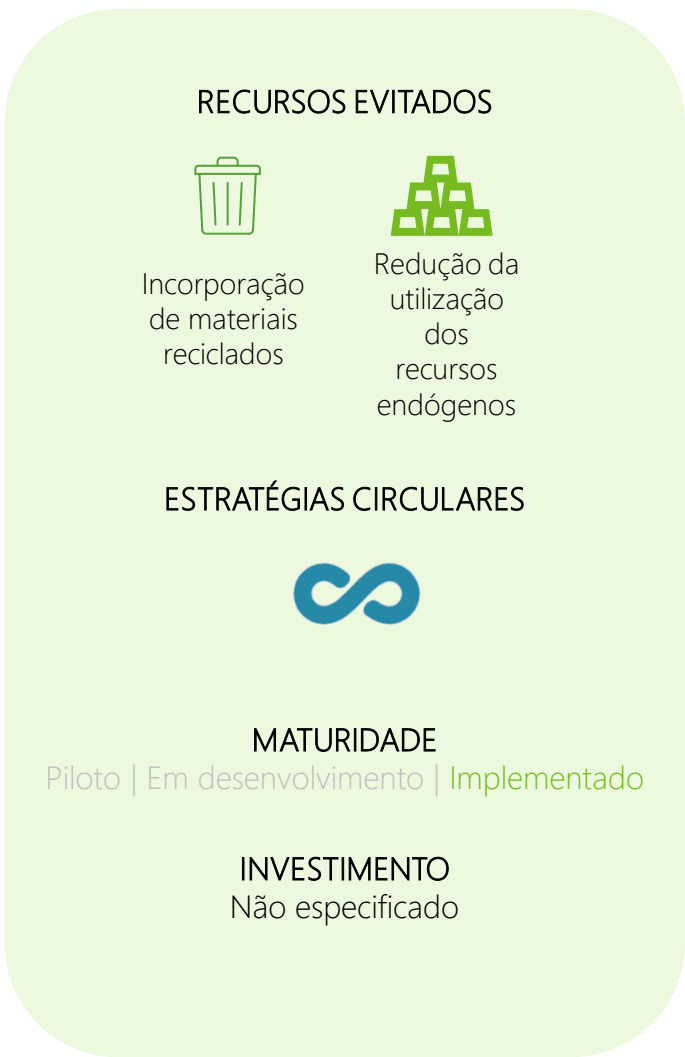 RECURSOS EVITADOS
Incorporação
de materiais
reciclados
Redução da
utilização
dos
recursos
endógenos
ESTRATÉGIAS CIRCULARES
MATURIDADE
Piloto | Em desenvolvimento | Implementado
INVESTIMENTO
Não especificado